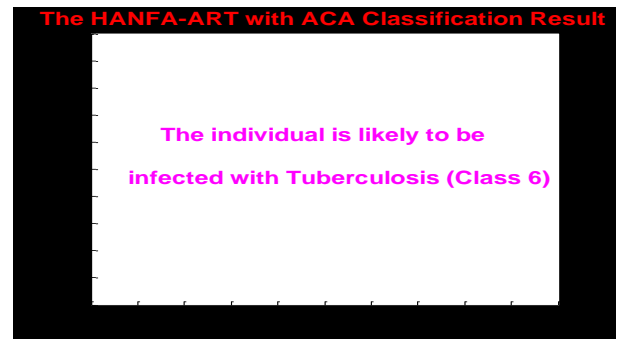 The HANFA-ART with ACA Classification Result
The individual is likely to be
infected with Tuberculosis (Class 6)